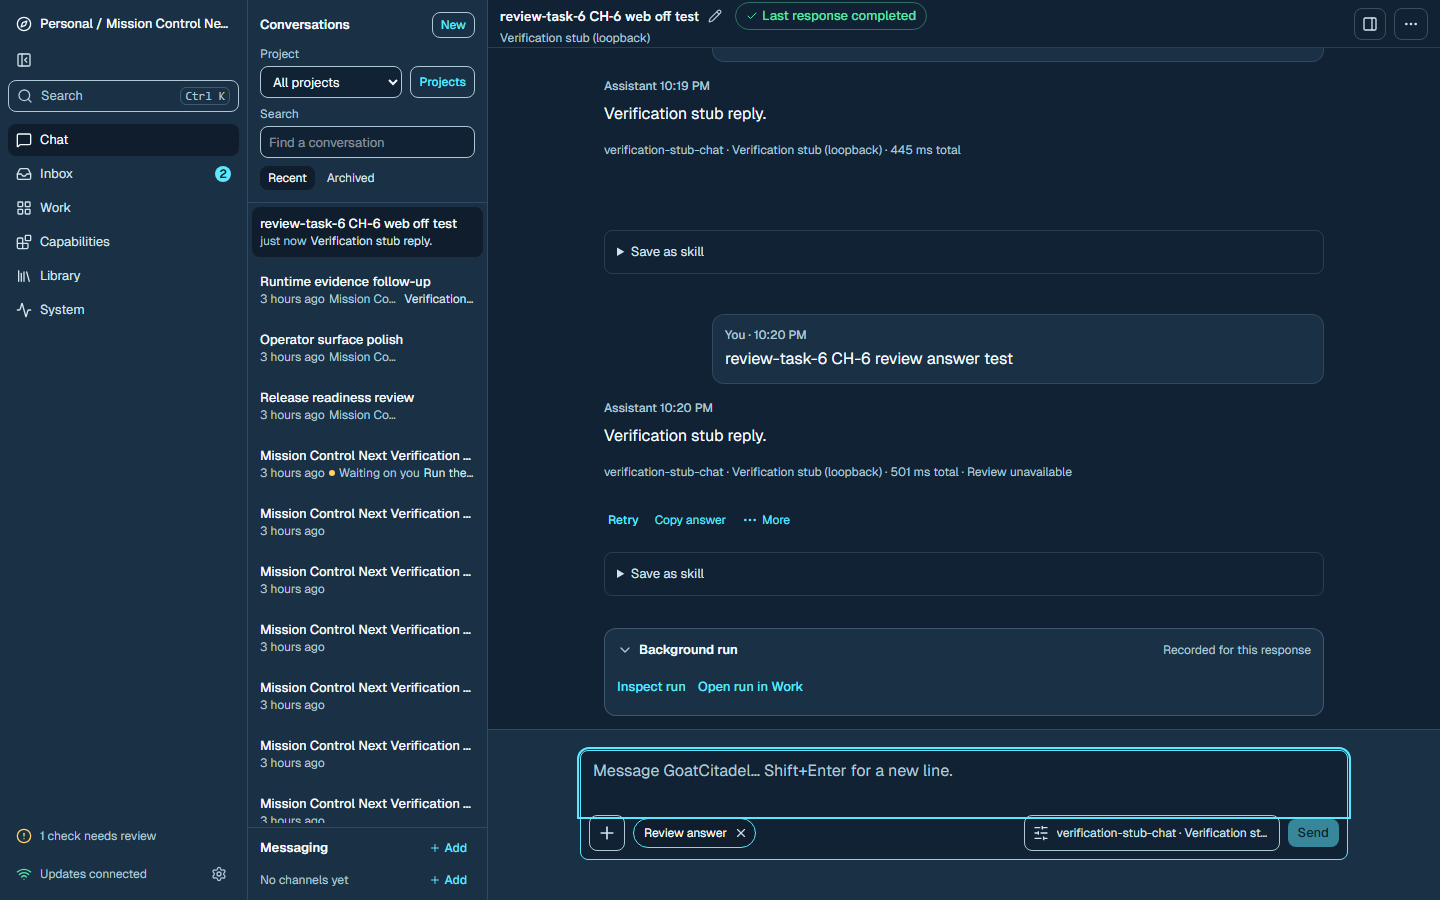 Personal / Mission Control Ne...
Search
Ctrl K
Chat
Inbox
2
Work
Capabilities
Library
System
1 check needs review
Updates connected
Conversations
New
Project
All projects
Projects
Search
Find a conversation
Recent
Archived
review-task-6 CH-6 web off test
just now Verification stub reply.
Runtime evidence follow-up
3 hours ago Mission Co... Verification...
Operator surface polish
3 hours ago Mission Co...
Release readiness review
3 hours ago Mission Co...
Mission Control Next Verification ...
3 hours ago Waiting on you Run the...
Mission Control Next Verification ...
3 hours ago
Mission Control Next Verification ...
3 hours ago
Mission Control Next Verification ...
3 hours ago
Mission Control Next Verification ...
3 hours ago
Mission Control Next Verification ...
3 hours ago
Mission Control Next Verification ...
3 hours ago
Messaging
+ Add
No channels yet
+ Add
review-task-6 CH-6 web off test
Last response completed
Verification stub (loopback)
Assistant 10:19 PM
Verification stub reply.
verification-stub-chat · Verification stub (loopback) · 445 ms total
Save as skill
You · 10:20 PM
review-task-6 CH-6 review answer test
Assistant 10:20 PM
Verification stub reply.
verification-stub-chat · Verification stub (loopback) · 501 ms total · Review unavailable
Retry
Copy answer
··· More
Save as skill
Background run
Recorded for this response
Inspect run
Open run in Work
Message GoatCitadel... Shift+Enter for a new line.
Review answer
verification-stub-chat · Verification st...
Send